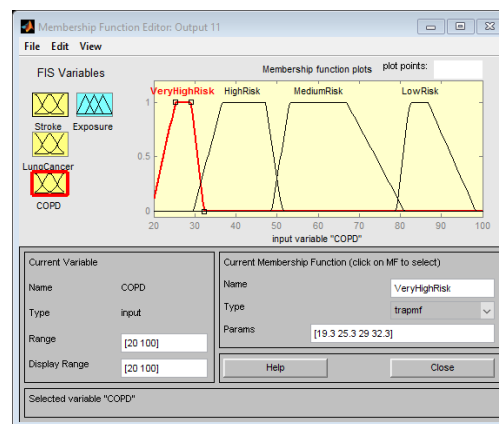 Membership Function Editor: Output 11
File Edit View
FIS Variables
Membership function plots plot points:
Stroke Exposure
LungCancer
COPD
VeryHighRisk HighRisk MediumRisk LowRisk
1
0.5
0
20 30 40 50 60 70 80 90 100
input variable "COPD"
Current Variable
Name COPD
Type input
Range [20 100]
Display Range [20 100]
Current Membership Function (click on MF to select)
Name VeryHighRisk
Type trapmf
Params [19.3 25.3 29 32.3]
Help Close
Selected variable "COPD"